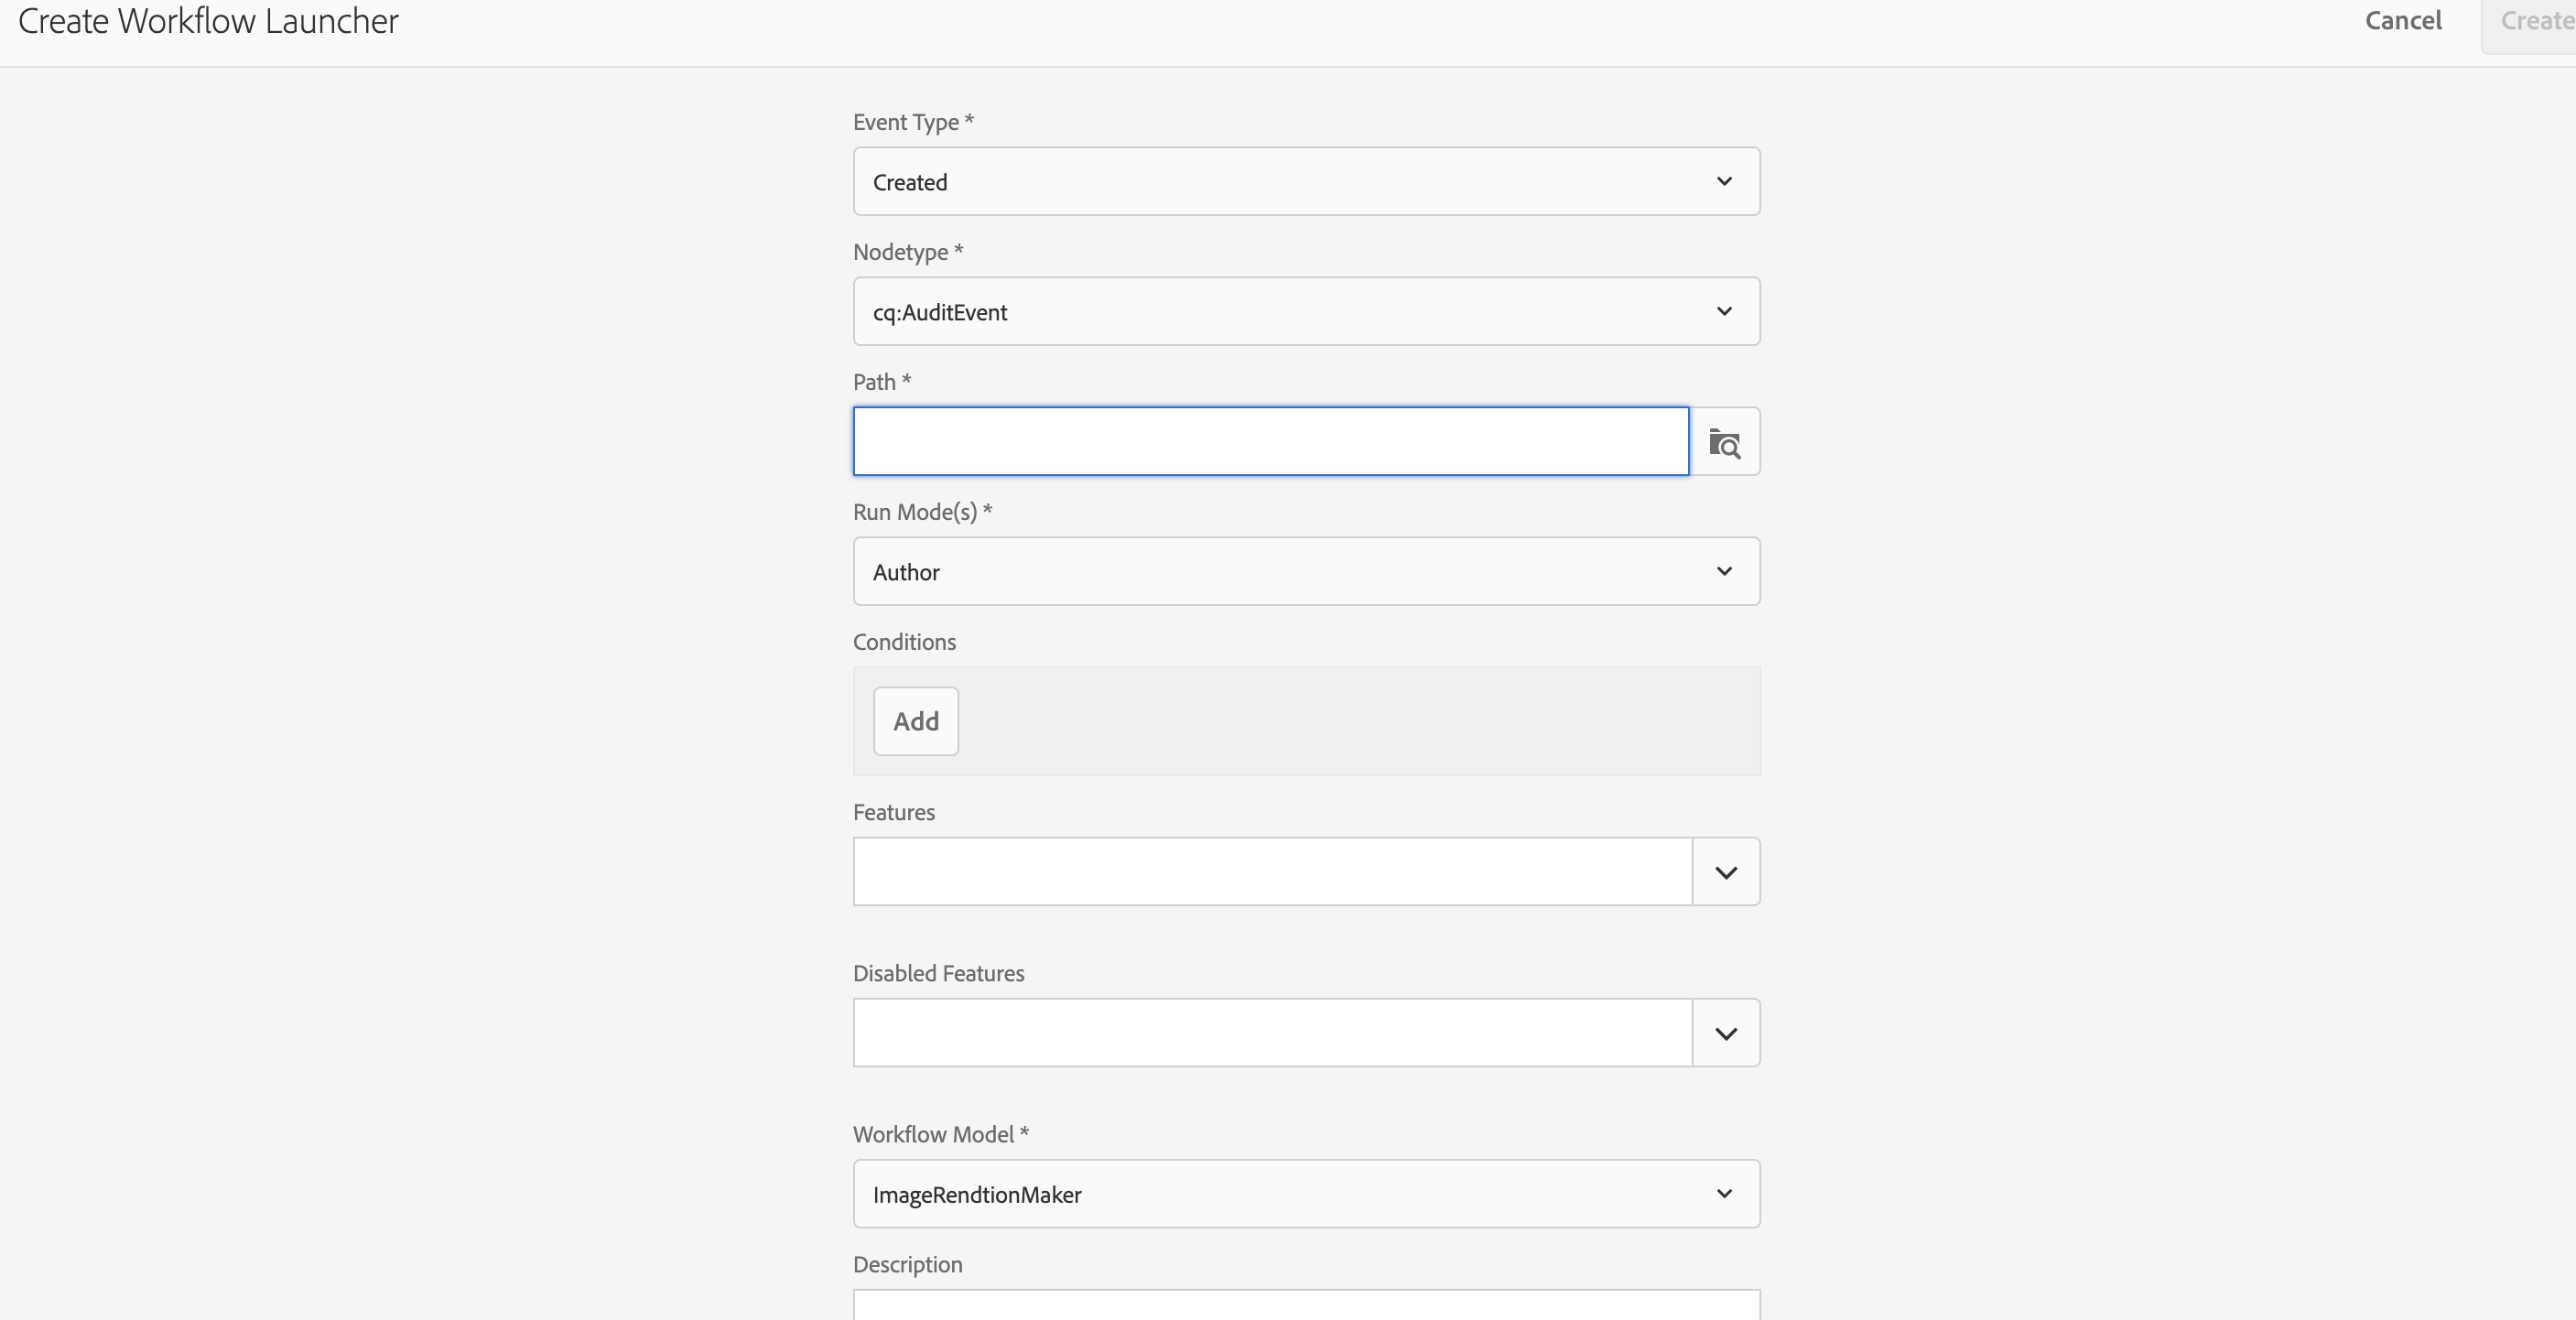 Create Workflow Launcher
Cancel
Create
Event Type *
Created
Nodetype *
cq:AuditEvent
Path *
Run Mode(s) *
Author
Conditions
Add
Features
Disabled Features
Workflow Model *
ImageRendtionMaker
Description